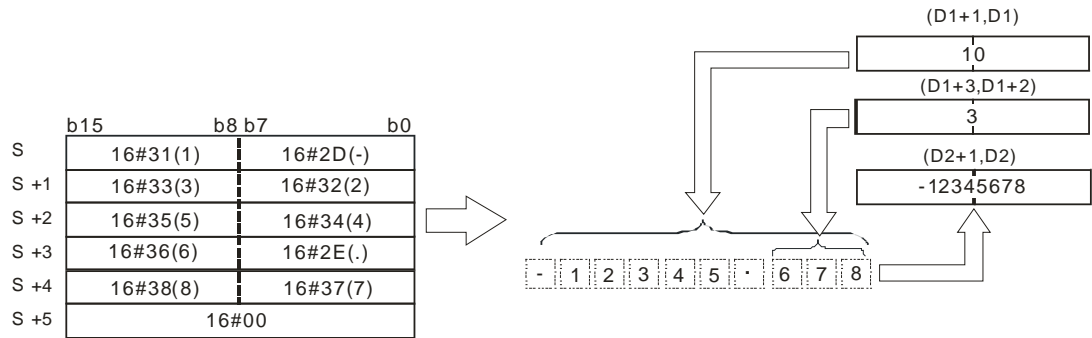 b15 b8 b7 b0
S 16#31(1) 16#2D(-)
S +1 16#33(3) 16#32(2)
S +2 16#35(5) 16#34(4)
S +3 16#36(6) 16#2E(.)
S +4 16#38(8) 16#37(7)
S +5 16#00
(D1+1,D1)
10
(D1+3,D1+2)
3
(D2+1,D2)
-12345678
- 1 2 3 4 5 . 6 7 8